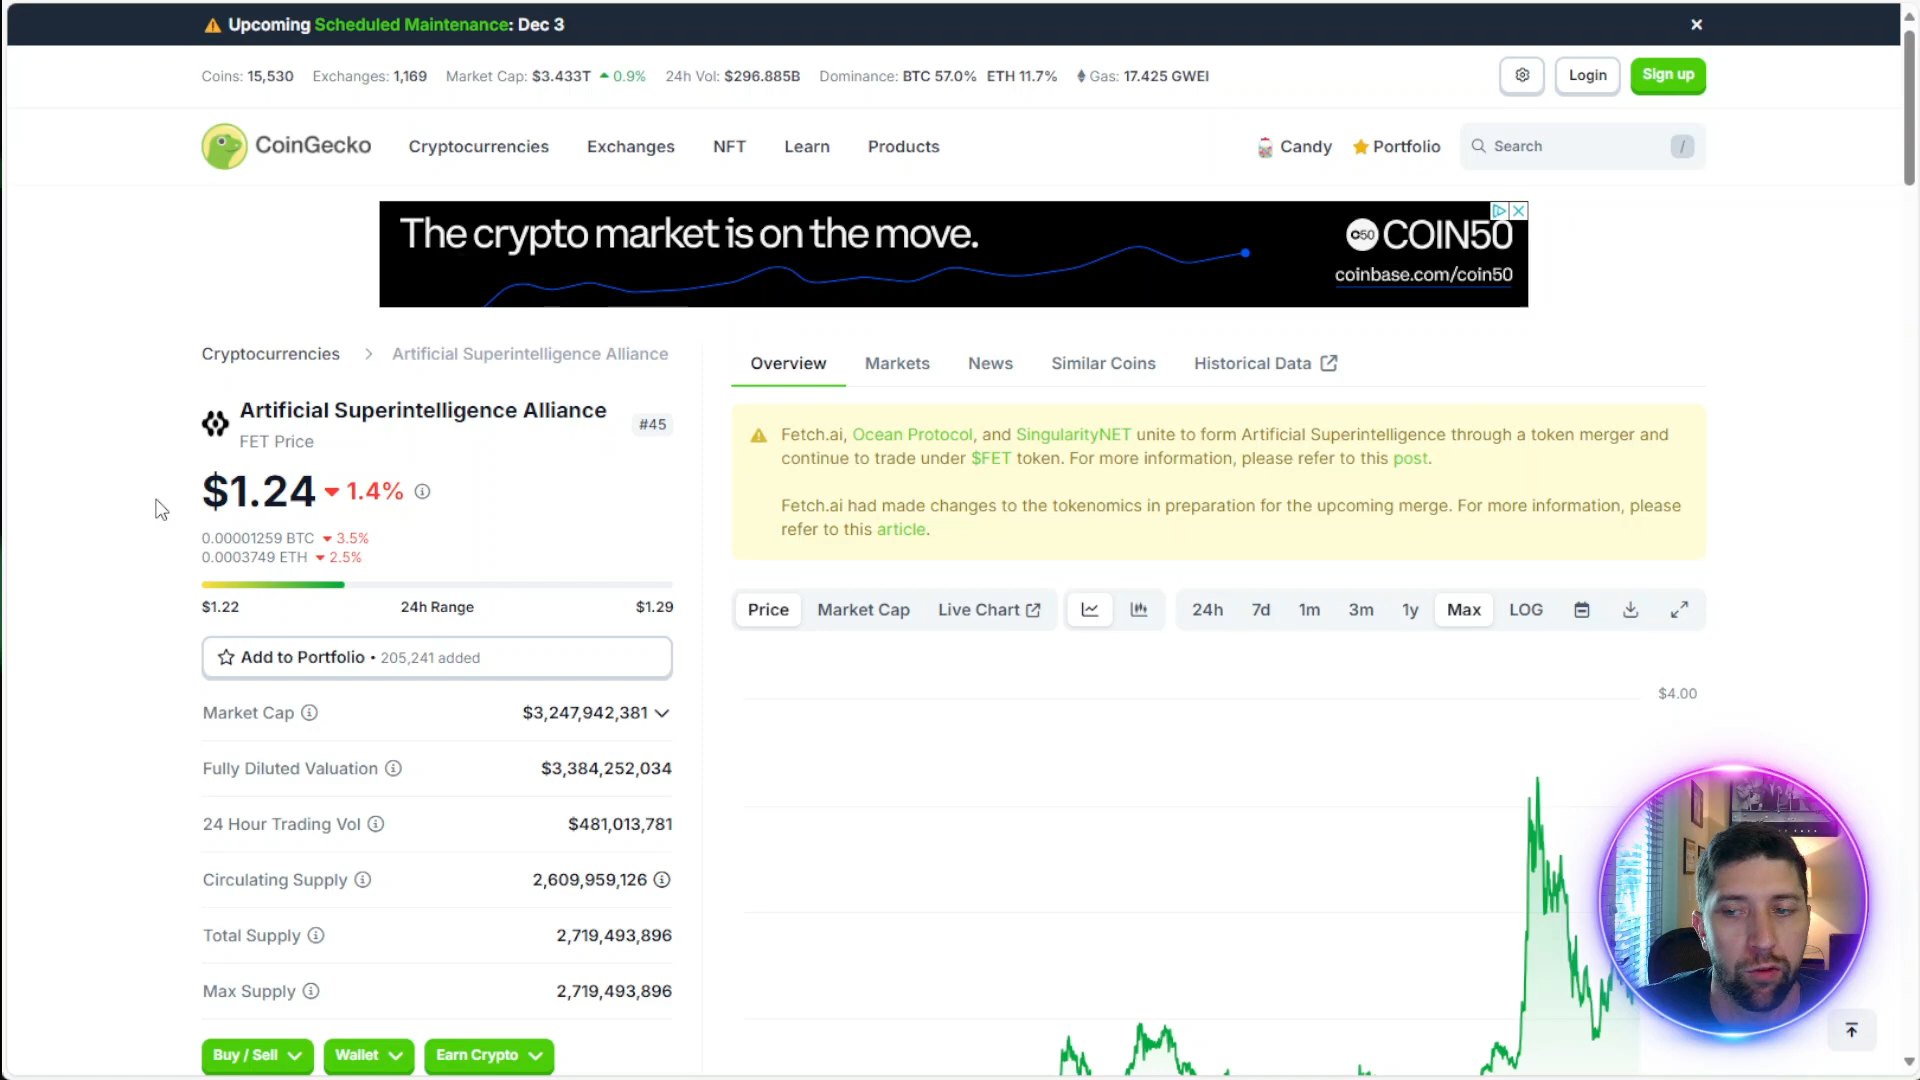 Upcoming Scheduled Maintenance: Dec 3
Coins: 15,530 Exchanges: 1,169 Market Cap: $3.433T 0.9% 24h Vol: $296.885B Dominance: BTC 57.0% ETH 11.7% Gas: 17.425 GWEI
Login
Sign up
CoinGecko Cryptocurrencies Exchanges NFT Learn Products Candy Portfolio Search /
The crypto market is on the move.
C50 COIN50
coinbase.com/coin50
Cryptocurrencies > Artificial Superintelligence Alliance
Artificial Superintelligence Alliance
#45
FET Price
$1.24 1.4%
0.00001259 BTC 3.5%
0.0003749 ETH 2.5%
$1.22 24h Range $1.29
Add to Portfolio • 205,241 added
Market Cap $3,247,942,381
Fully Diluted Valuation $3,384,252,034
24 Hour Trading Vol $481,013,781
Circulating Supply 2,609,959,126
Total Supply 2,719,493,896
Max Supply 2,719,493,896
Buy / Sell Wallet Earn Crypto
Overview Markets News Similar Coins Historical Data
Fetch.ai, Ocean Protocol, and SingularityNET unite to form Artificial Superintelligence through a token merger and
continue to trade under $FET token. For more information, please refer to this post.
Fetch.ai had made changes to the tokenomics in preparation for the upcoming merge. For more information, please
refer to this article.
Price Market Cap Live Chart 24h 7d 1m 3m 1y Max LOG
$4.00